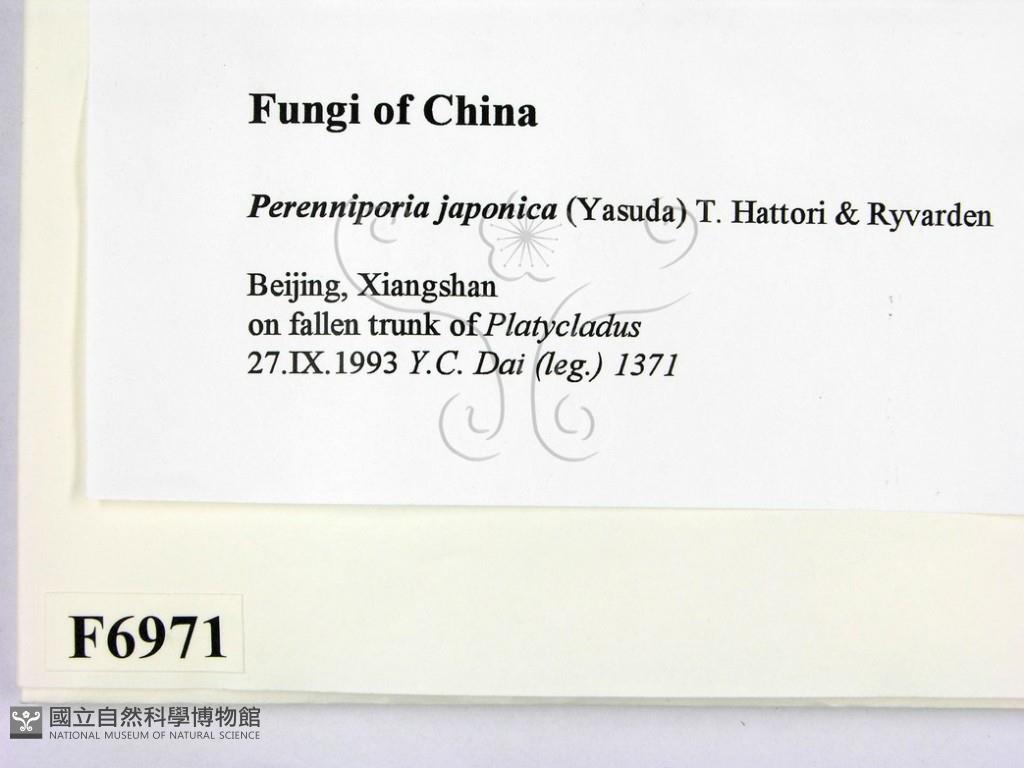 Fungi of China
Perenniporia japonica (Yasuda) T. Hattori & Ryvarden
Beijing, Xiangshan
on fallen trunk of Platycladus
27.IX.1993 Y.C. Dai (leg.) 1371
F6971
國立自然科學博物館
NATIONAL MUSEUM OF NATURAL SCIENCE